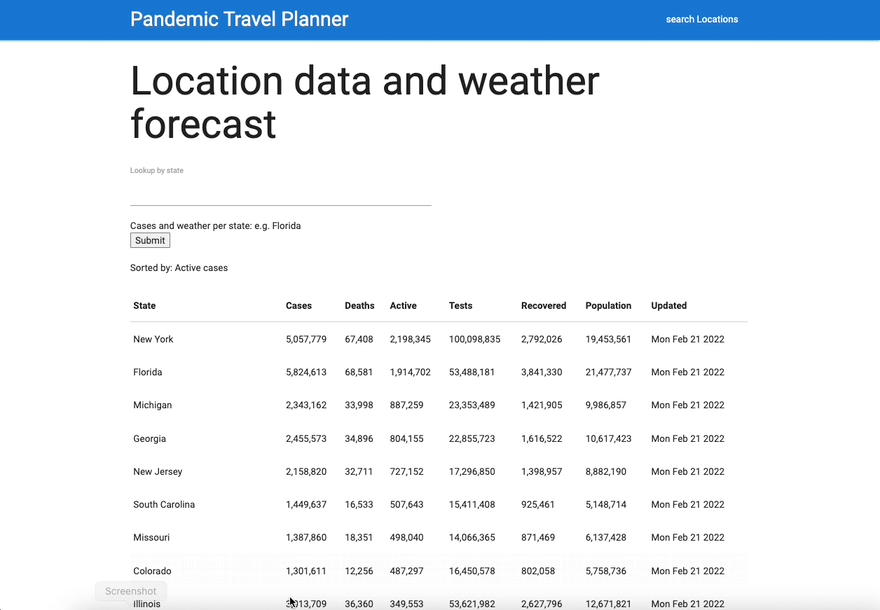 Pandemic Travel Planner
search Locations
Location data and weather
forecast
Lookup by state
Cases and weather per state: e.g. Florida
Submit
Sorted by: Active cases
State Cases Deaths Active Tests Recovered Population Updated
New York 5,057,779 67,408 2,198,345 100,098,835 2,792,026 19,453,561 Mon Feb 21 2022
Florida 5,824,613 68,581 1,914,702 53,488,181 3,841,330 21,477,737 Mon Feb 21 2022
Michigan 2,343,162 33,998 887,259 23,353,489 1,421,905 9,986,857 Mon Feb 21 2022
Georgia 2,455,573 34,896 804,155 22,855,723 1,616,522 10,617,423 Mon Feb 21 2022
New Jersey 2,158,820 32,711 727,152 17,296,850 1,398,957 8,882,190 Mon Feb 21 2022
South Carolina 1,449,637 16,533 507,643 15,411,408 925,461 5,148,714 Mon Feb 21 2022
Missouri 1,387,860 18,351 498,040 14,066,365 871,469 6,137,428 Mon Feb 21 2022
Colorado 1,301,611 12,256 487,297 16,450,578 802,058 5,758,736 Mon Feb 21 2022
Screenshot
Illinois 3,013,709 36,360 349,553 53,621,982 2,627,796 12,671,821 Mon Feb 21 2022